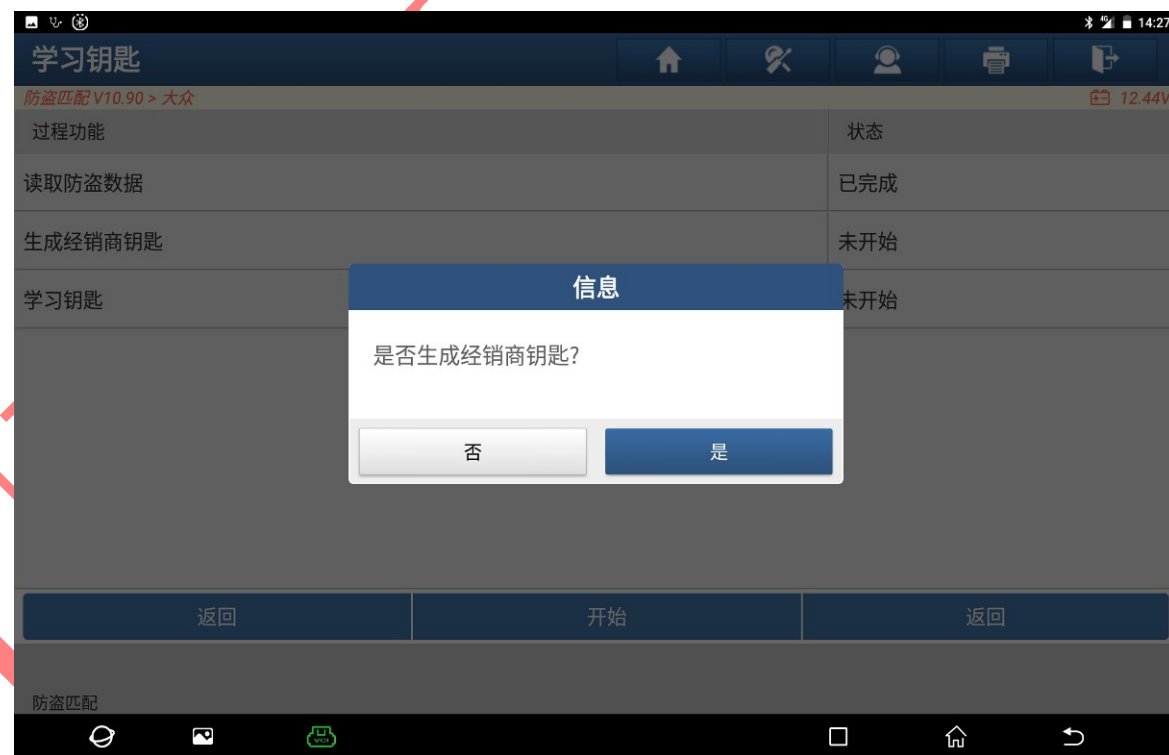 14:27
学习钥匙
防盗匹配 V10.90 > 大众
12.44V
过程功能 状态
读取防盗数据 已完成
生成经销商钥匙 未开始
学习钥匙 未开始
信息
是否生成经销商钥匙?
否 是
返回 开始 返回
防盗匹配
VCI